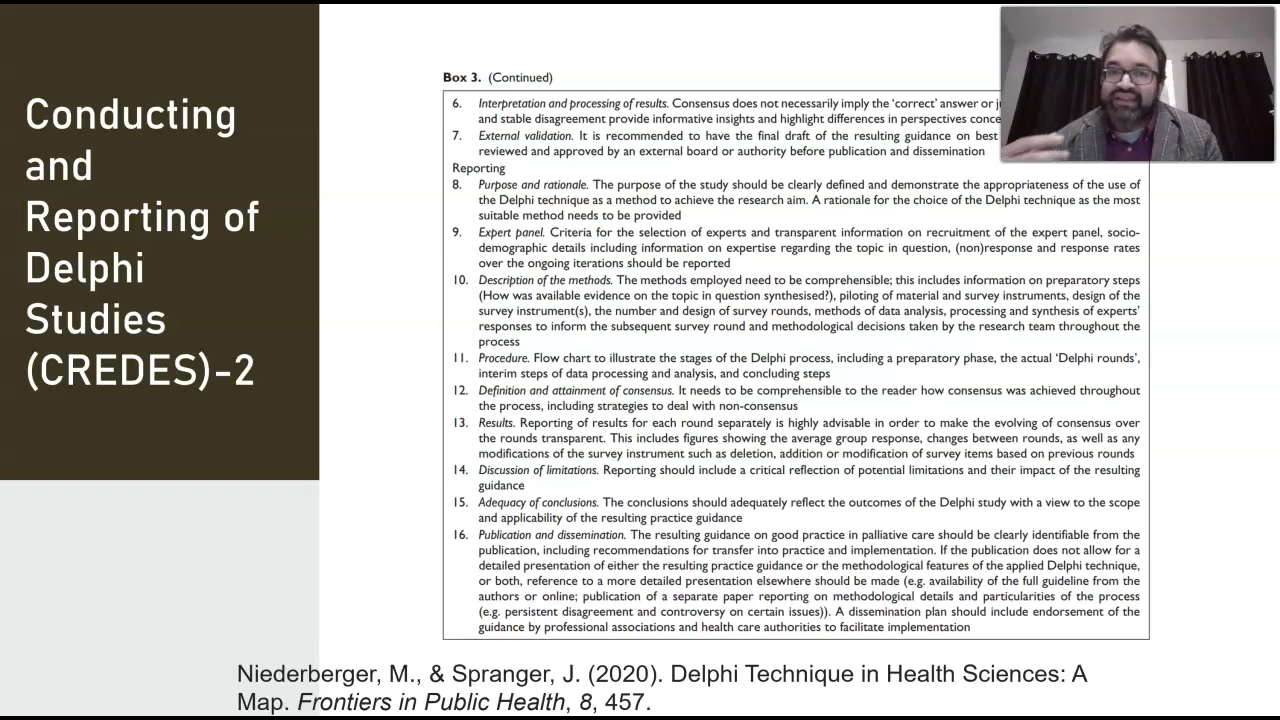 Conducting
and
Reporting of
Delphi
Studies
(CREDES)-2
Box 3. (Continued)
6. Interpretation and processing of results. Consensus does not necessarily imply the ‘correct’ answer or
and stable disagreement provide informative insights and highlight differences in perspectives
7. External validation. It is recommended to have the final draft of the resulting guidance on best
reviewed and approved by an external board or authority before publication and dissemination
Reporting
8. Purpose and rationale. The purpose of the study should be clearly defined and demonstrate the appropriateness of the use of
the Delphi technique as a method to achieve the research aim. A rationale for the choice of the Delphi technique as the most
suitable method needs to be provided
9. Expert panel. Criteria for the selection of experts and transparent information on recruitment of the expert panel, socio-
demographic details including information on expertise regarding the topic in question, (non)response and response rates
over the ongoing iterations should be reported
10. Description of the methods. The methods employed need to be comprehensible; this includes information on preparatory steps
(How was available evidence on the topic in question synthesised?), piloting of material and survey instruments, design of the
survey instrument(s), the number and design of survey rounds, methods of data analysis, processing and synthesis of experts’
responses to inform the subsequent survey round and methodological decisions taken by the research team throughout the
process
11. Procedure. Flow chart to illustrate the stages of the Delphi process, including a preparatory phase, the actual ‘Delphi rounds’,
interim steps of data processing and analysis, and concluding steps
12. Definition and attainment of consensus. It needs to be comprehensible to the reader how consensus was achieved throughout
the process, including strategies to deal with non-consensus
13. Results. Reporting of results for each round separately is highly advisable in order to make the evolving of consensus over
the rounds transparent. This includes figures showing the average group response, changes between rounds, as well as any
modifications of the survey instrument such as deletion, addition or modification of survey items based on previous rounds
14. Discussion of limitations. Reporting should include a critical reflection of potential limitations and their impact of the resulting
guidance
15. Adequacy of conclusions. The conclusions should adequately reflect the outcomes of the Delphi study with a view to the scope
and applicability of the resulting practice guidance
16. Publication and dissemination. The resulting guidance on good practice in palliative care should be clearly identifiable from the
publication, including recommendations for transfer into practice and implementation. If the publication does not allow for a
detailed presentation of either the resulting practice guidance or the methodological features of the applied Delphi technique,
or both, reference to a more detailed presentation elsewhere should be made (e.g. availability of the full guideline from the
authors or online; publication of a separate paper reporting on methodological details and particularities of the process
(e.g. persistent disagreement and controversy on certain issues)). A dissemination plan should include endorsement of the
guidance by professional associations and health care authorities to facilitate implementation
Niederberger, M., & Spranger, J. (2020). Delphi Technique in Health Sciences: A
Map. Frontiers in Public Health, 8, 457.